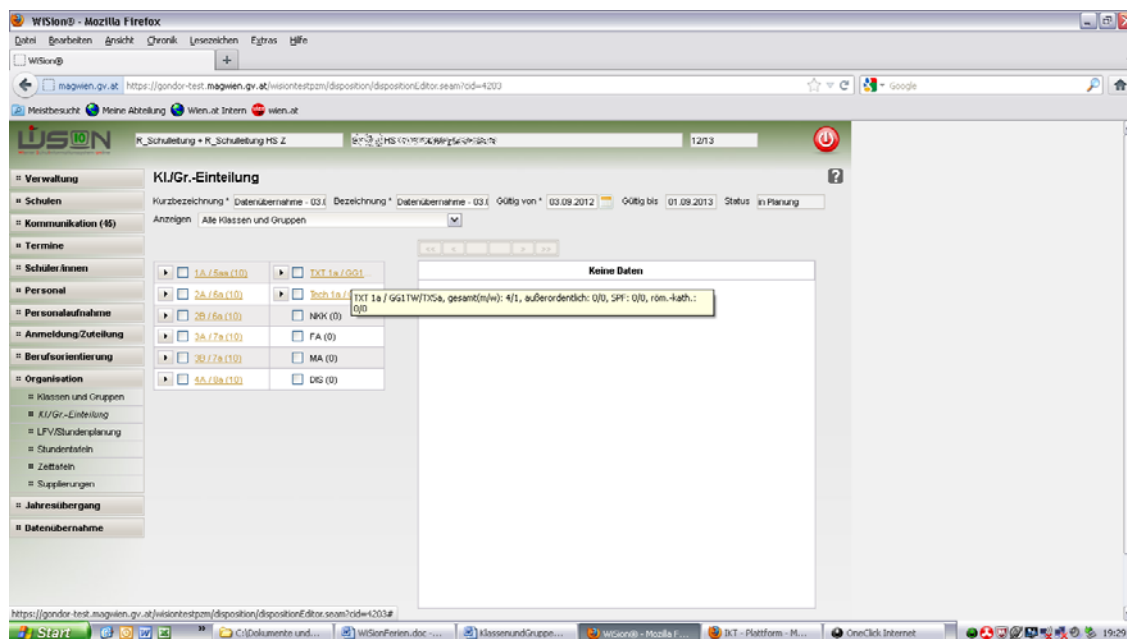 WiSion® - Mozilla Firefox
Datei Bearbeiten Ansicht Chronik Lesezeichen Extras Hilfe
WiSion®
magwien.gv.at https://gondor-test.magwien.gv.at/wisiontestpzm/disposition/dispositionEditor.seam?cid=4203 Google
Meistbesucht Meine Abteilung Wien.at Intern wien.at
WiSiON R_Schulleitung + R_Schulleitung HS Z 12/13
Verwaltung
Schulen
Kommunikation (46)
Termine
Schüler/innen
Personal
Personalaufnahme
Anmeldung/Zuteilung
Berufsorientierung
Organisation
Klassen und Gruppen
Kl/Gr.-Einteilung
LFV/Stundenplanung
Stundentafeln
Zeittafeln
Supplierungen
Jahresübergang
Datenübernahme
Kl./Gr.-Einteilung
Kurzbezeichnung * Datenübernahme - 03.( Bezeichnung * Datenübernahme - 03.( Gültig von * 03.09.2012 Gültig bis 01.09.2013 Status in Planung
Anzeigen Alle Klassen und Gruppen
<< < > >>
1A / 5aa (10) TXT 1a / GG1...
2A / 6a (10) Tech 1a /
2B / 6a (10) NKK (0)
3A / 7a (10) FA (0)
3B / 7a (10) MA (0)
4A / 8a (10) DIS (0)
Keine Daten
TXT 1a / GG1TW/TX5a, gesamt(m/w): 4/1, außerordentlich: 0/0, SPF: 0/0, röm.-kath.:
0/0
https://gondor-test.magwien.gv.at/wisiontestpzm/disposition/dispositionEditor.seam?cid=4203#
Start C:\Dokumente und... WiSionFerien.doc -... KlassenundGruppe... WiSion® - Mozilla F... IKT - Plattform - M... OneClick Internet 19:29